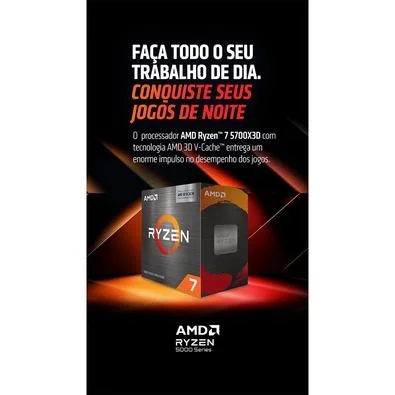 FAÇA TODO O SEU
TRABALHO DE DIA.
CONQUISTE SEUS
JOGOS DE NOITE
O processador AMD Ryzen™ 7 5700X3D com
tecnologia AMD 3D V-Cache™ entrega um
enorme impulso no desempenho dos jogos.
AMD
RYZEN
7
AMD
AMD
RYZEN
5000 Series